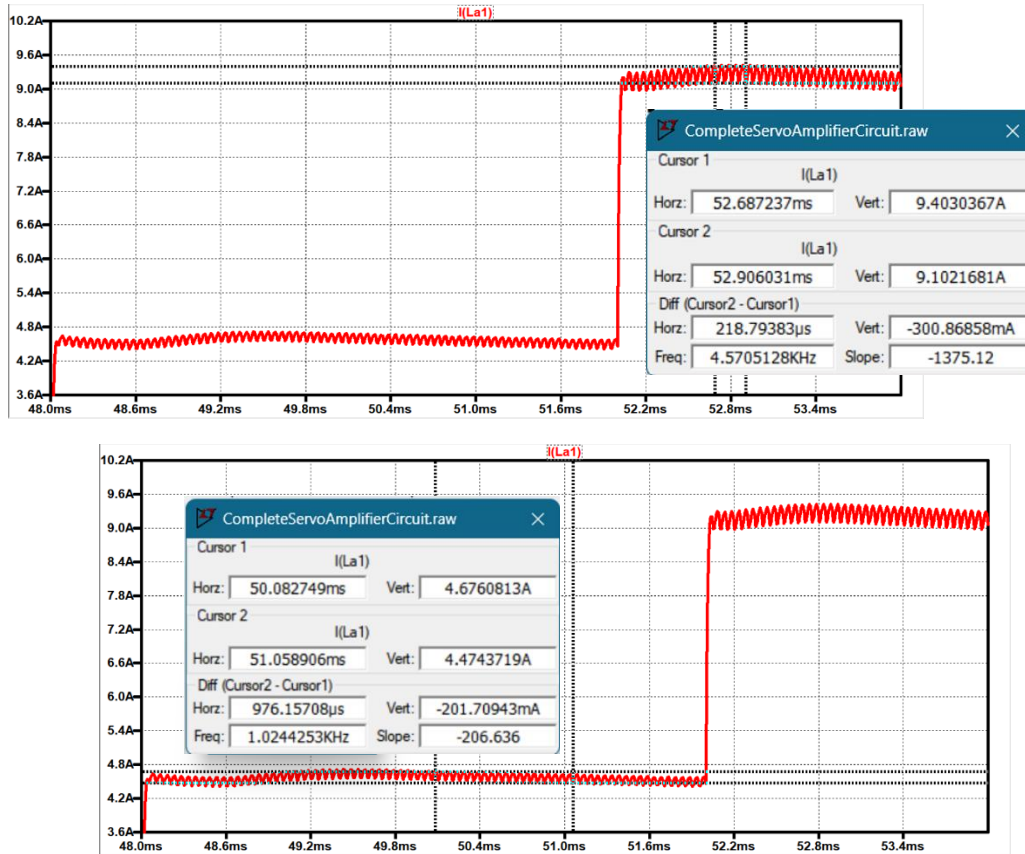 I(La1)
10.2A
9.6A
9.0A
8.4A
7.8A
7.2A
6.6A
6.0A
5.4A
4.8A
4.2A
3.6A
48.0ms 48.6ms 49.2ms 49.8ms 50.4ms 51.0ms 51.6ms 52.2ms 52.8ms 53.4ms
CompleteServoAmplifierCircuit.raw
Cursor 1
I(La1)
Horz: 52.687237ms Vert: 9.4030367A
Cursor 2
I(La1)
Horz: 52.906031ms Vert: 9.1021681A
Diff (Cursor2 - Cursor1)
Horz: 218.79383µs Vert: -300.86858mA
Freq: 4.5705128KHz Slope: -1375.12
I(La1)
10.2A
9.6A
9.0A
8.4A
7.8A
7.2A
6.6A
6.0A
5.4A
4.8A
4.2A
3.6A
48.0ms 48.6ms 49.2ms 49.8ms 50.4ms 51.0ms 51.6ms 52.2ms 52.8ms 53.4ms
CompleteServoAmplifierCircuit.raw
Cursor 1
I(La1)
Horz: 50.082749ms Vert: 4.6760813A
Cursor 2
I(La1)
Horz: 51.058906ms Vert: 4.4743719A
Diff (Cursor2 - Cursor1)
Horz: 976.15708µs Vert: -201.70943mA
Freq: 1.0244253KHz Slope: -206.636